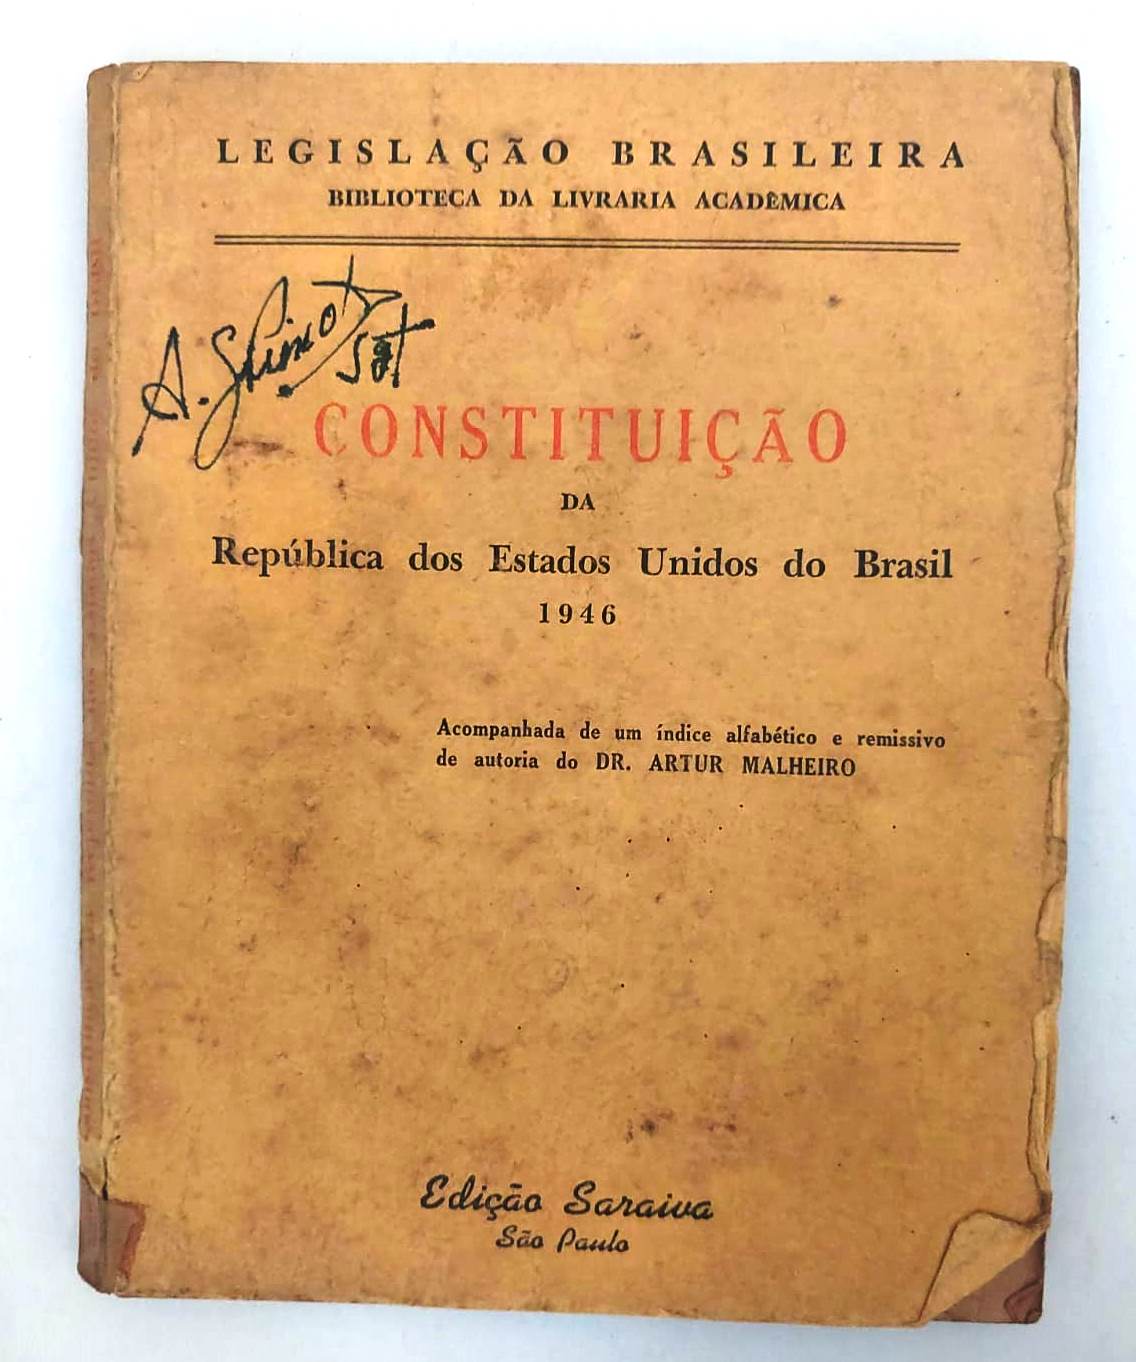 LEGISLAÇÃO BRASILEIRA
BIBLIOTECA DA LIVRARIA ACADÊMICA
A.
Sgt
CONSTITUIÇÃO
DA
República dos Estados Unidos do Brasil
1946
Acompanhada de um índice alfabético e remissivo
de autoria do DR. ARTUR MALHEIRO
Edição Saraiva
São Paulo